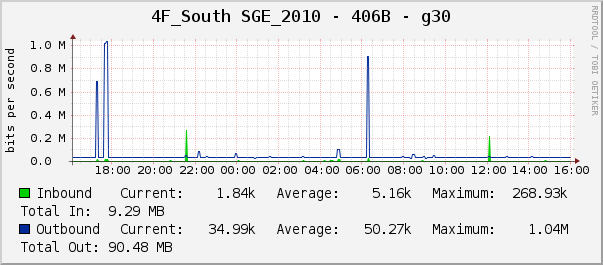 4F_South SGE_2010 - 406B - g30
RRDTOOL / TOBI OETIKER
bits per second
1.0 M
0.8 M
0.6 M
0.4 M
0.2 M
0.0
18:00 20:00 22:00 00:00 02:00 04:00 06:00 08:00 10:00 12:00 14:00 16:00
Inbound Current: 1.84k Average: 5.16k Maximum: 268.93k
Total In: 9.29 MB
Outbound Current: 34.99k Average: 50.27k Maximum: 1.04M
Total Out: 90.48 MB